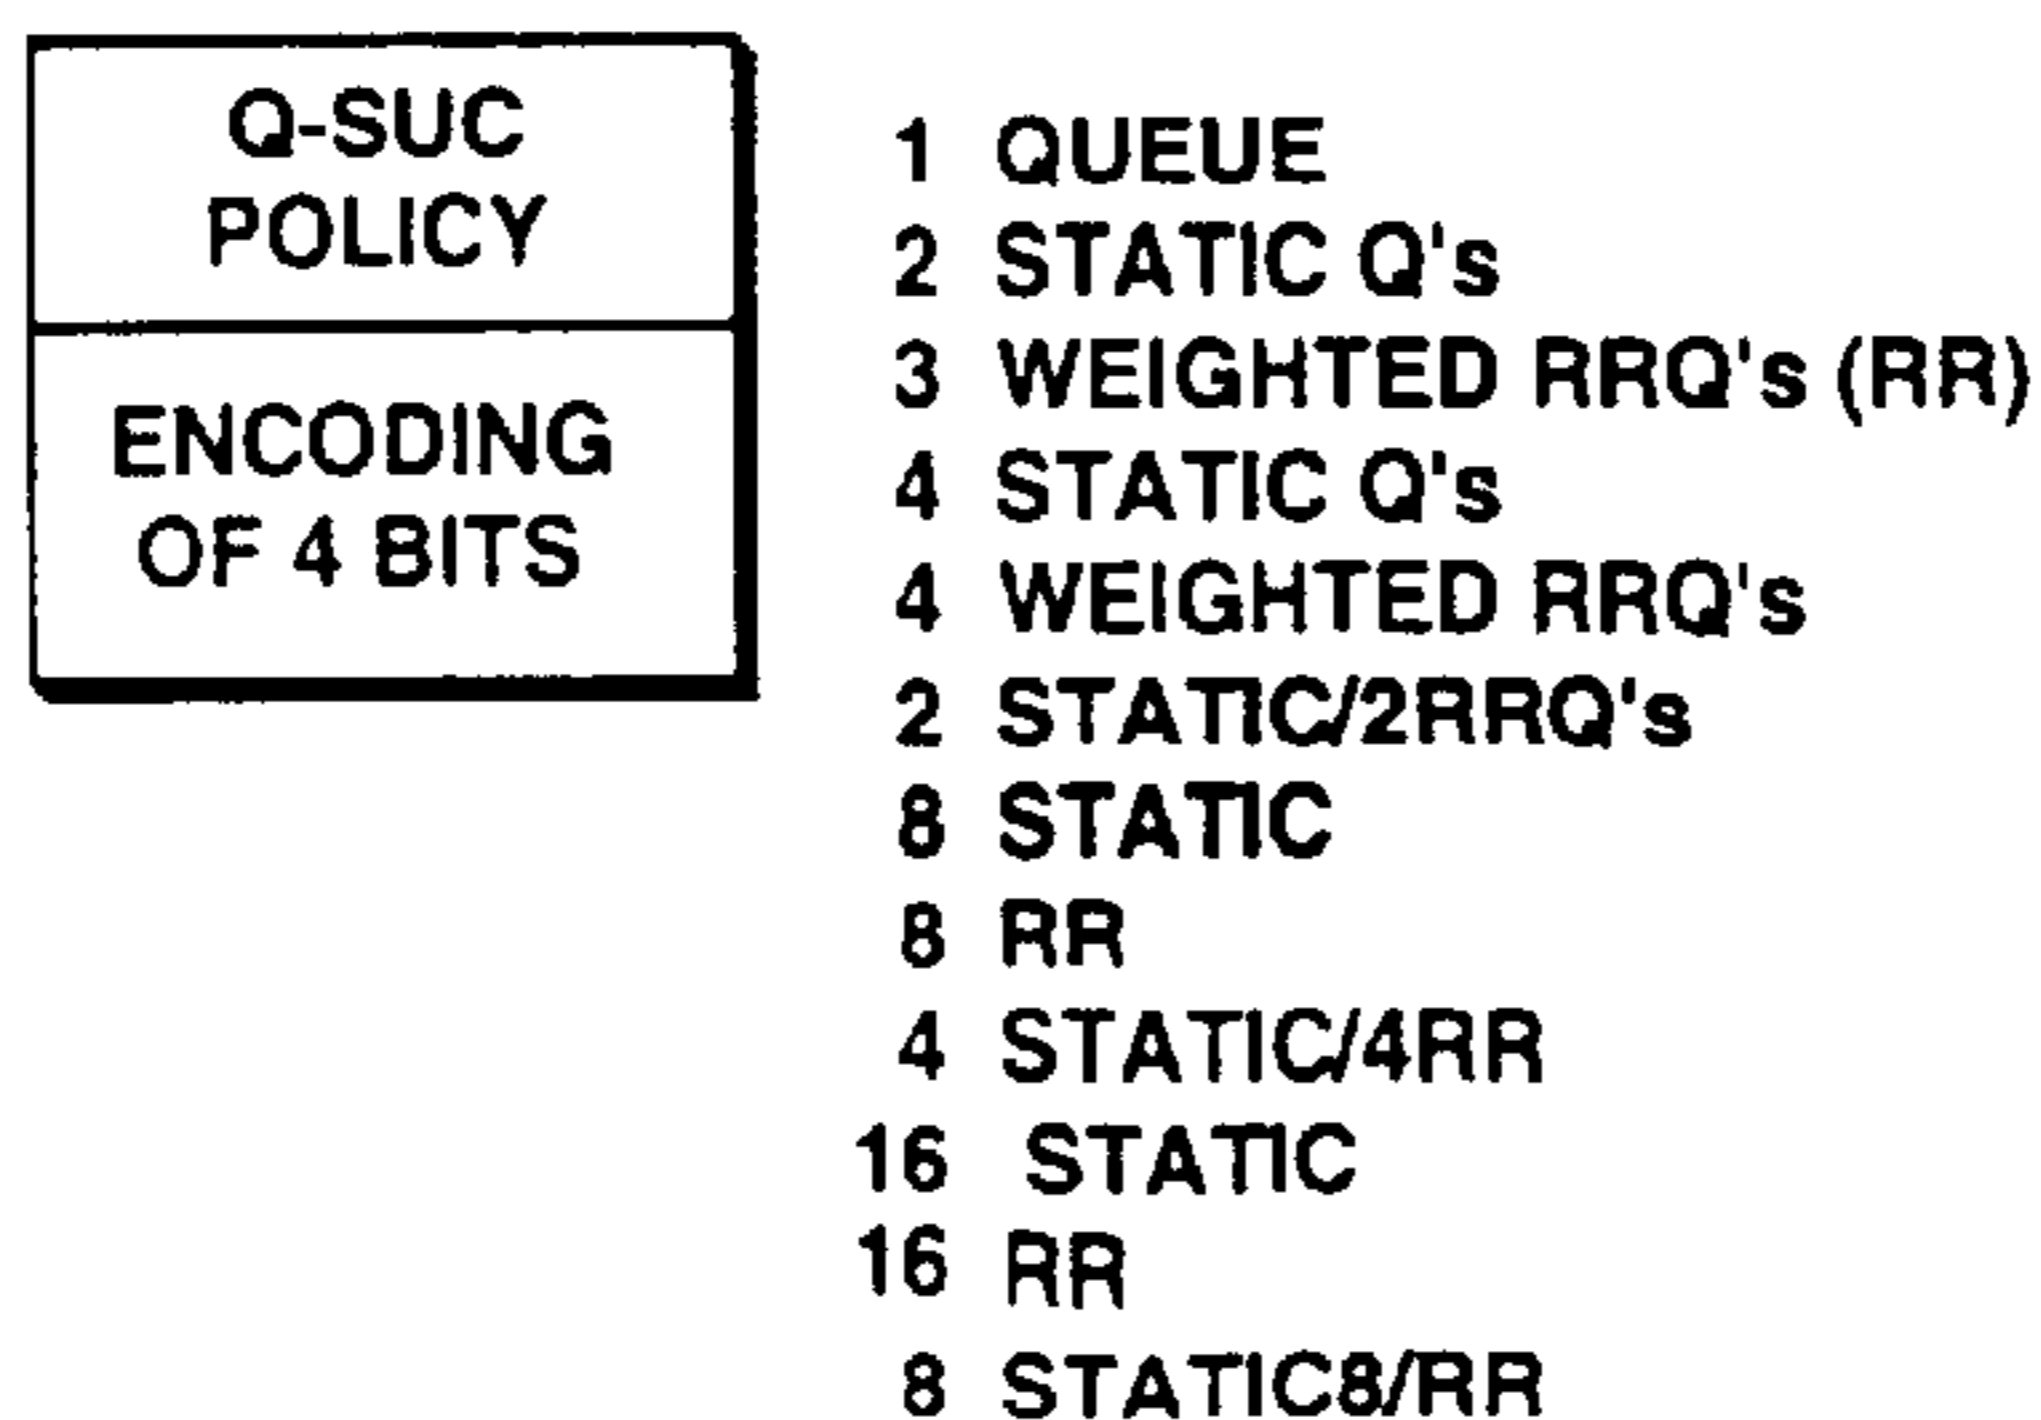 Q-SUC
POLICY
ENCODING
OF 4 BITS
1 QUEUE
2 STATIC Q's
3 WEIGHTED RRQ's (RR)
4 STATIC Q's
4 WEIGHTED RRQ's
2 STATIC/2RRQ's
8 STATIC
8 RR
4 STATIC/4RR
16 STATIC
16 RR
8 STATIC8/RR